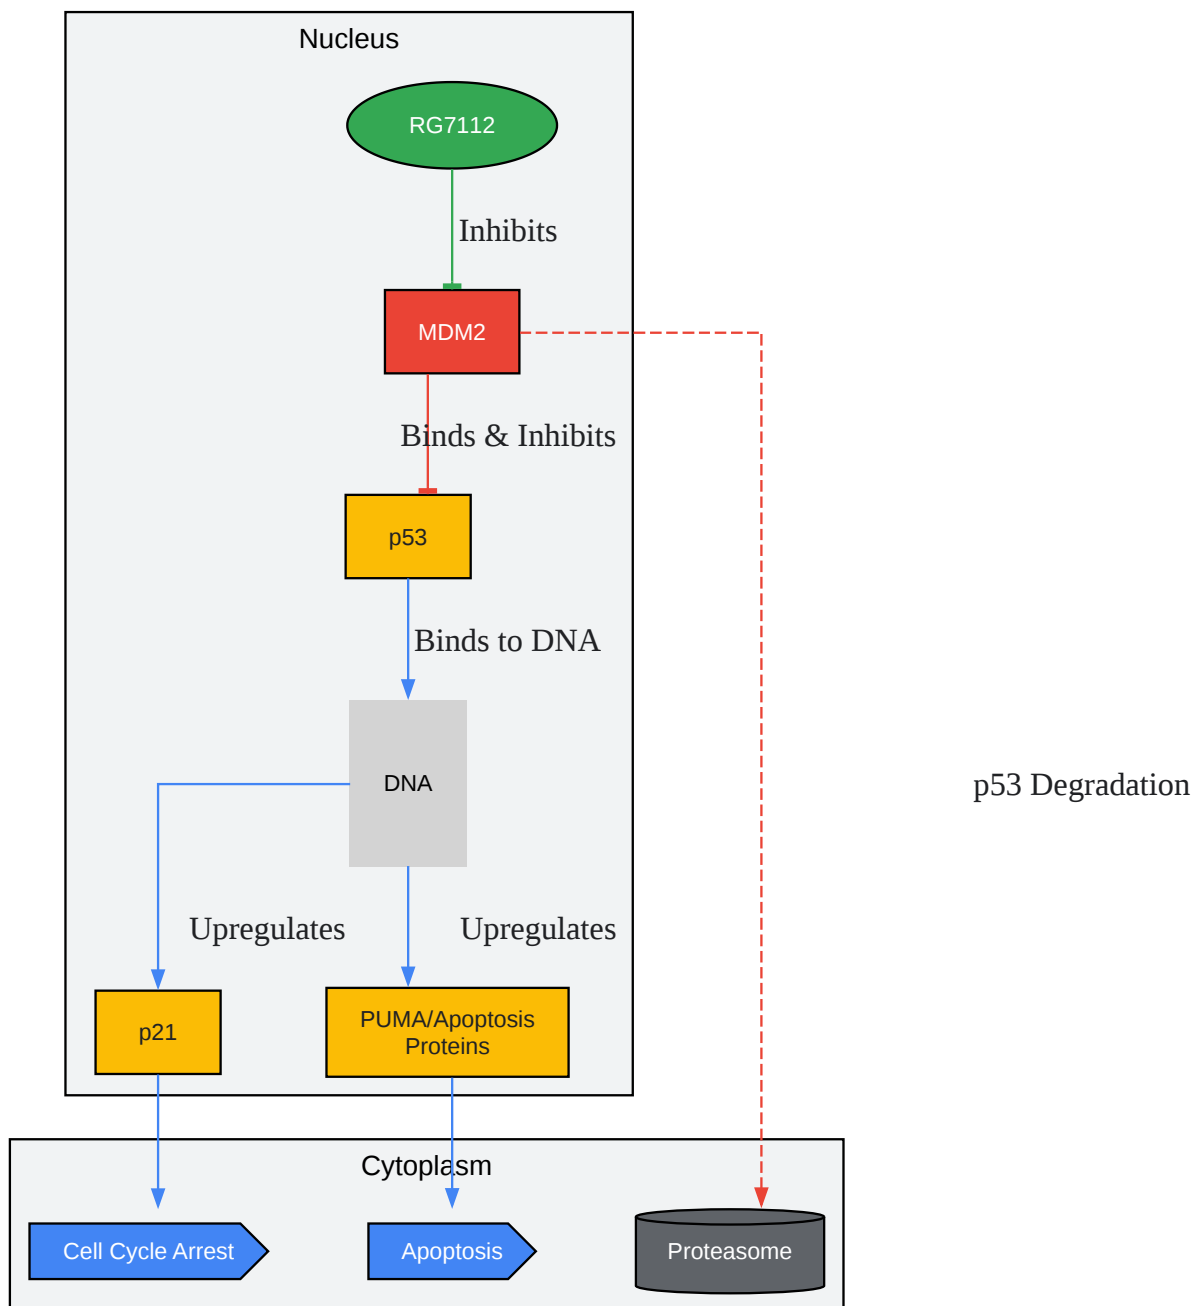 Nucleus
RG7112
Inhibits
MDM2
Binds & Inhibits
p53
Binds to DNA
DNA
p53 Degradation
Upregulates
Upregulates
p21
PUMA/Apoptosis
Proteins
Cytoplasm
Cell Cycle Arrest
Apoptosis
Proteasome